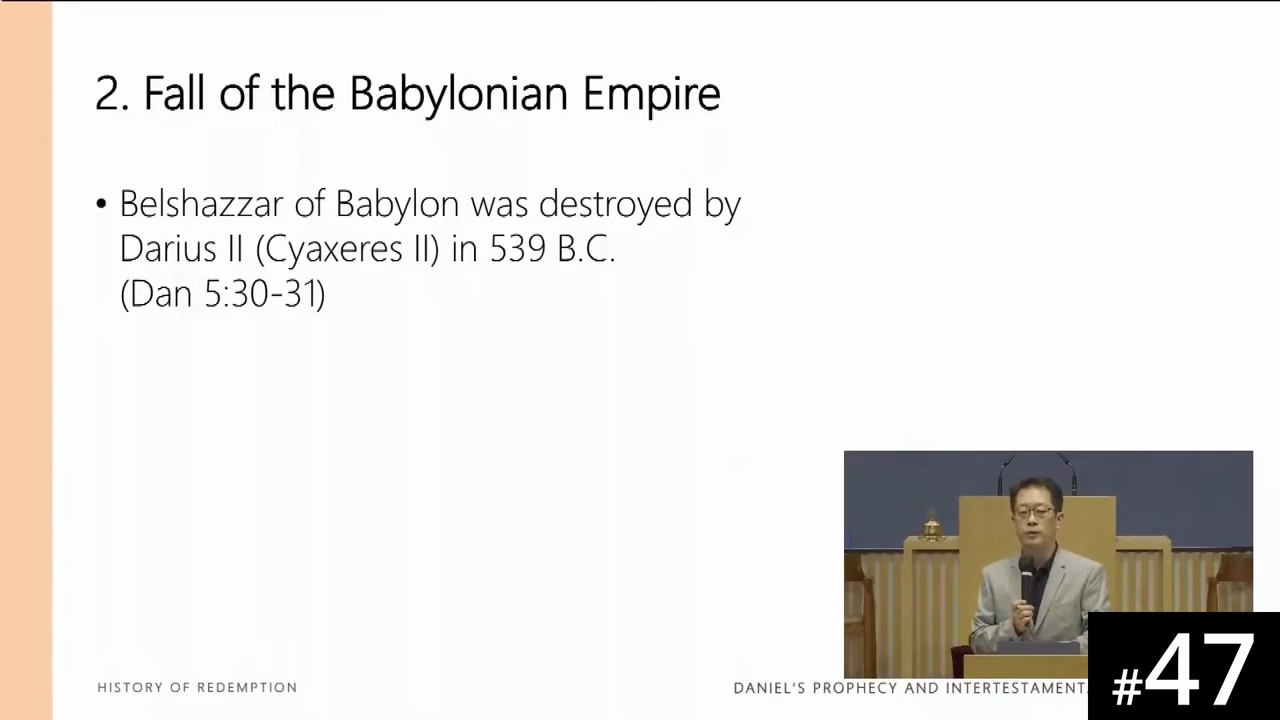 2. Fall of the Babylonian Empire
• Belshazzar of Babylon was destroyed by
Darius II (Cyaxeres II) in 539 B.C.
(Dan 5:30-31)
HISTORY OF REDEMPTION
DANIEL'S PROPHECY AND INTERTESTAMENT
#47